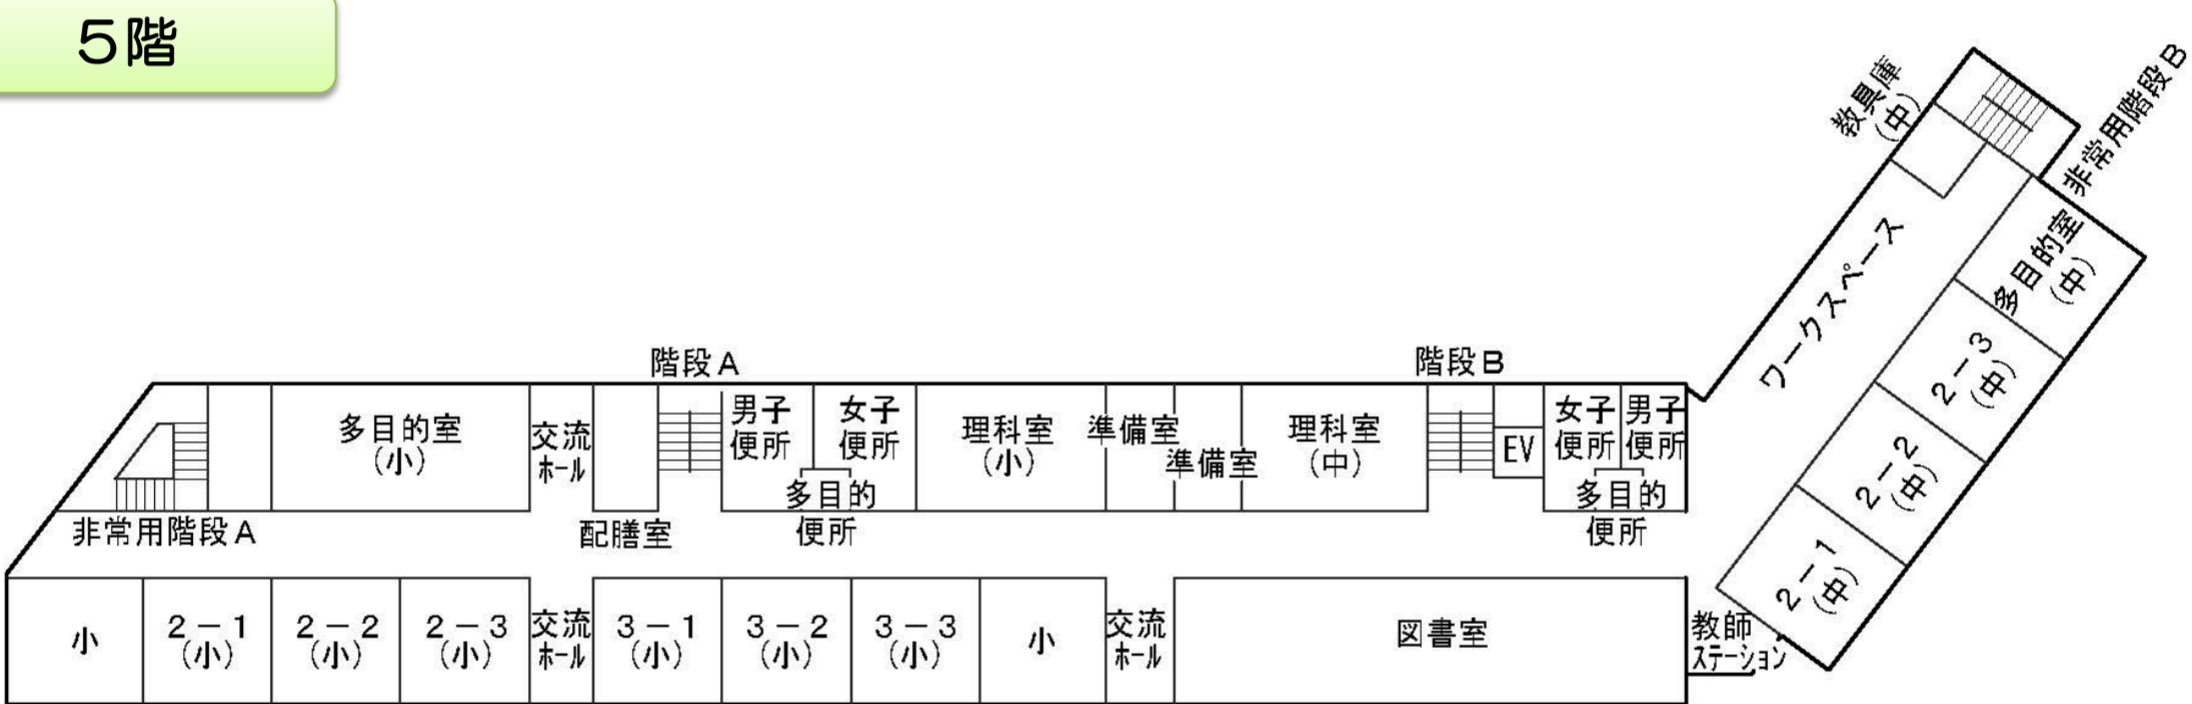 5階
教具庫
(中)
非常用階段B
ワークスペース
多目的室
(中)
2-3
(中)
2-2
(中)
2-1
(中)
階段A
階段B
多目的室
(小)
交流
ホール
男子
便所
女子
便所
多目的
便所
理科室
(小)
準備室
準備室
理科室
(中)
EV
女子
便所
男子
便所
多目的
便所
非常用階段A
配膳室
小
2-1
(小)
2-2
(小)
2-3
(小)
交流
ホール
3-1
(小)
3-2
(小)
3-3
(小)
小
交流
ホール
図書室
教師
ステーション